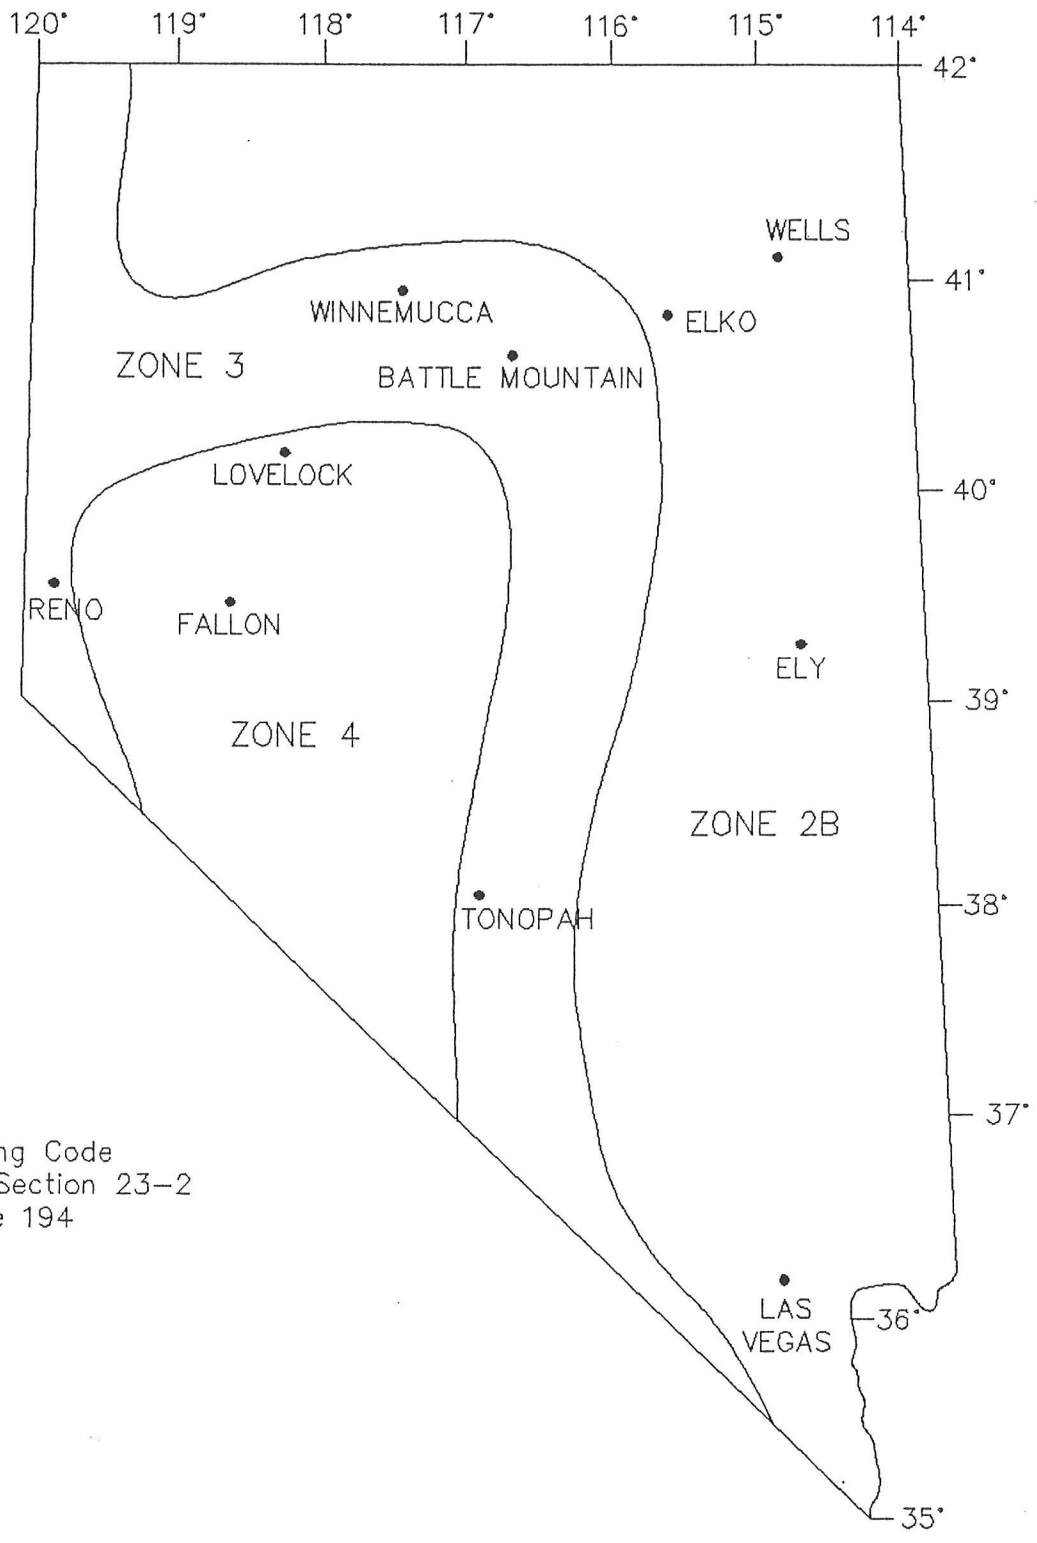 120° 119° 118° 117° 116° 115° 114°
42°
WELLS
41°
WINNEMUCCA
ELKO
ZONE 3
BATTLE MOUNTAIN
LOVELOCK
40°
RENO
FALLON
ELY
39°
ZONE 4
ZONE 2B
38°
TONOPAH
37°
ng Code
Section 23-2
e 194
LAS
36°
VEGAS
35°